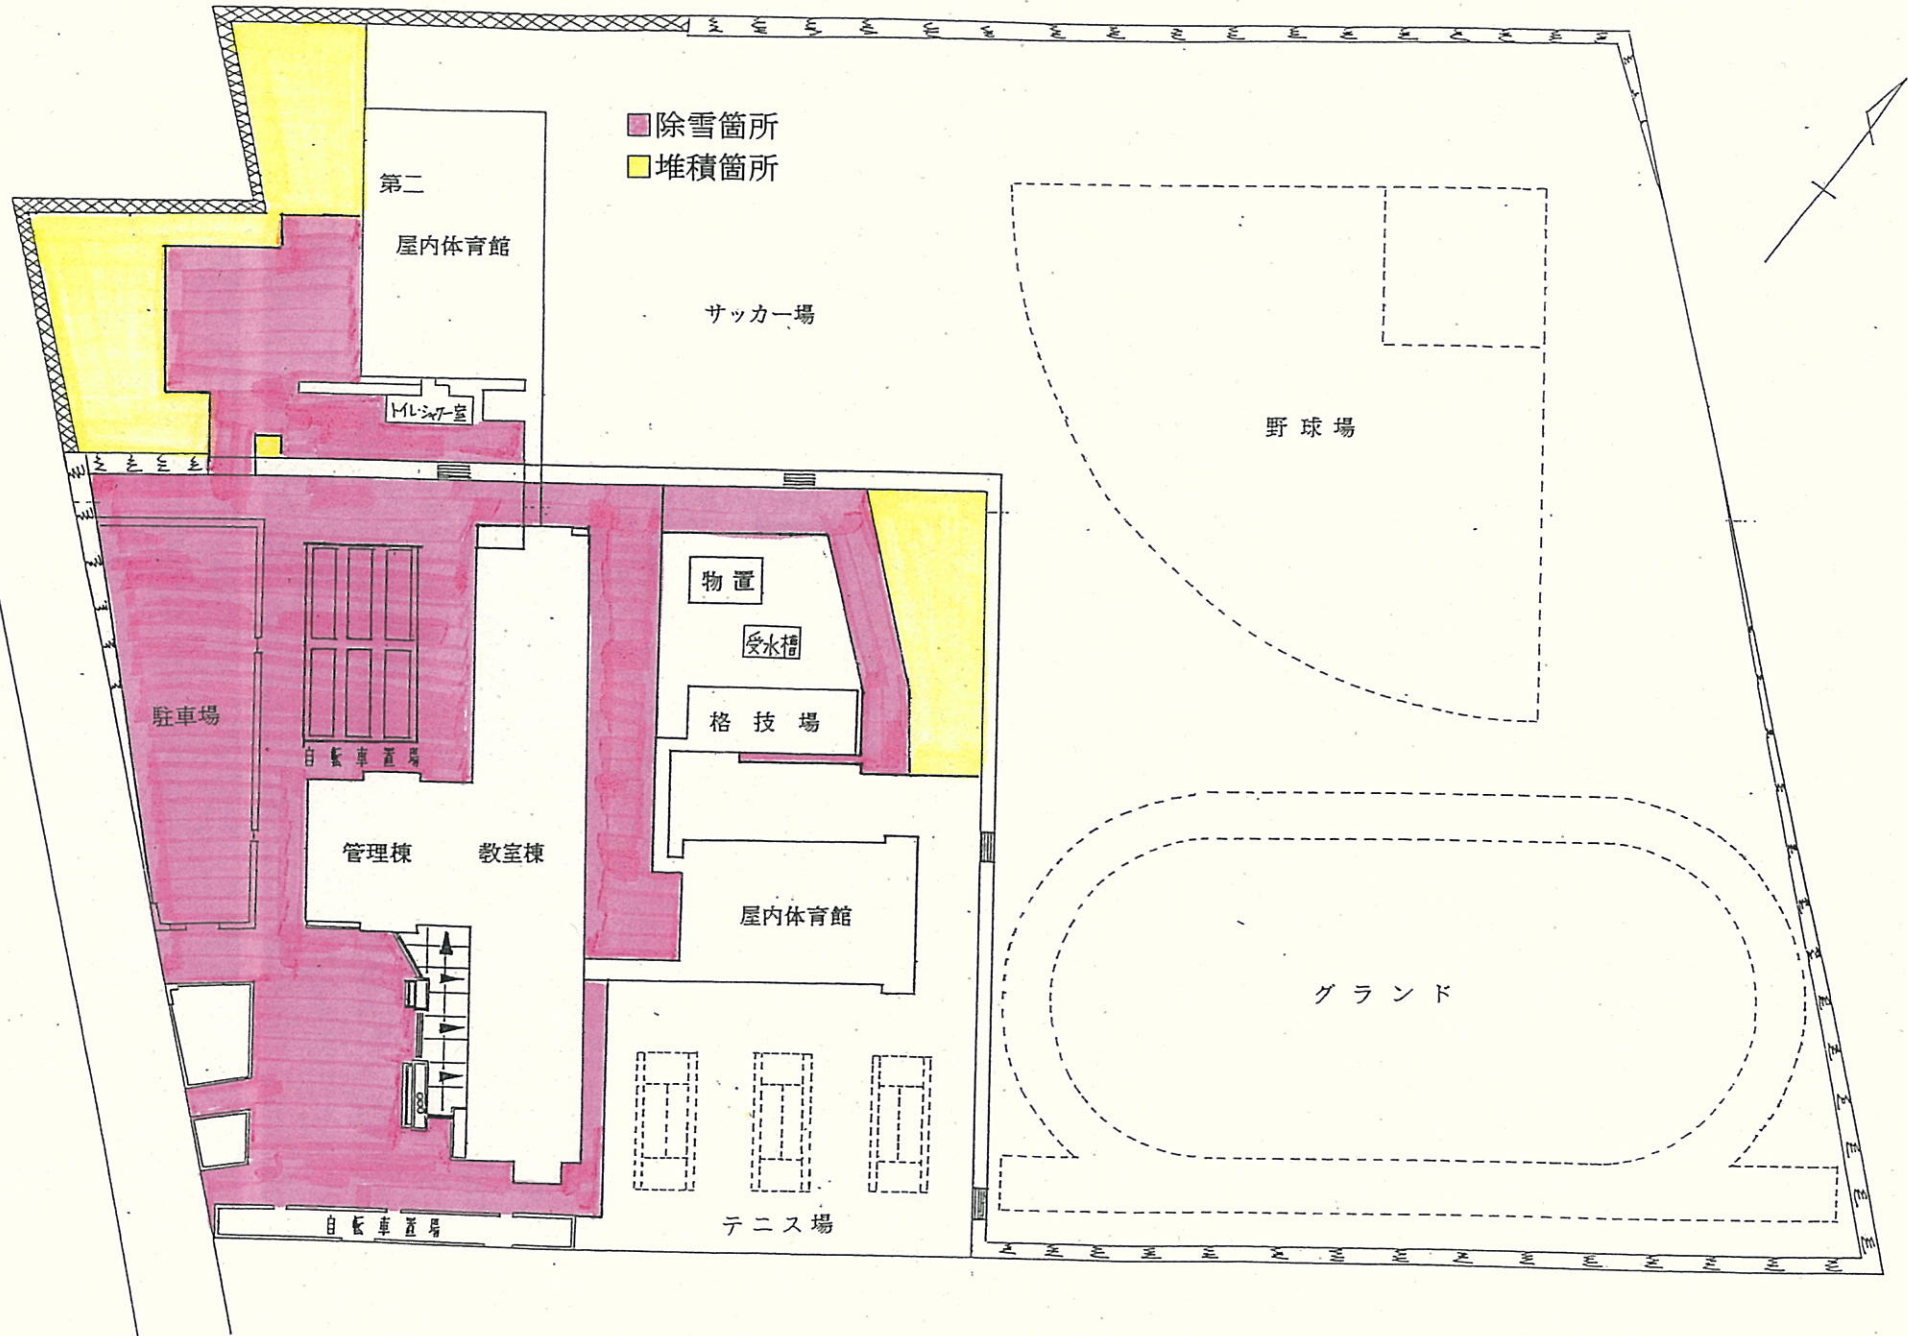 除雪箇所
堆積箇所
第二
屋内体育館
サッカー場
トイレ・シャワー室
野球場
物置
受水槽
駐車場
格技場
自転車置場
管理棟
教室棟
屋内体育館
グランド
テニス場
自転車置場